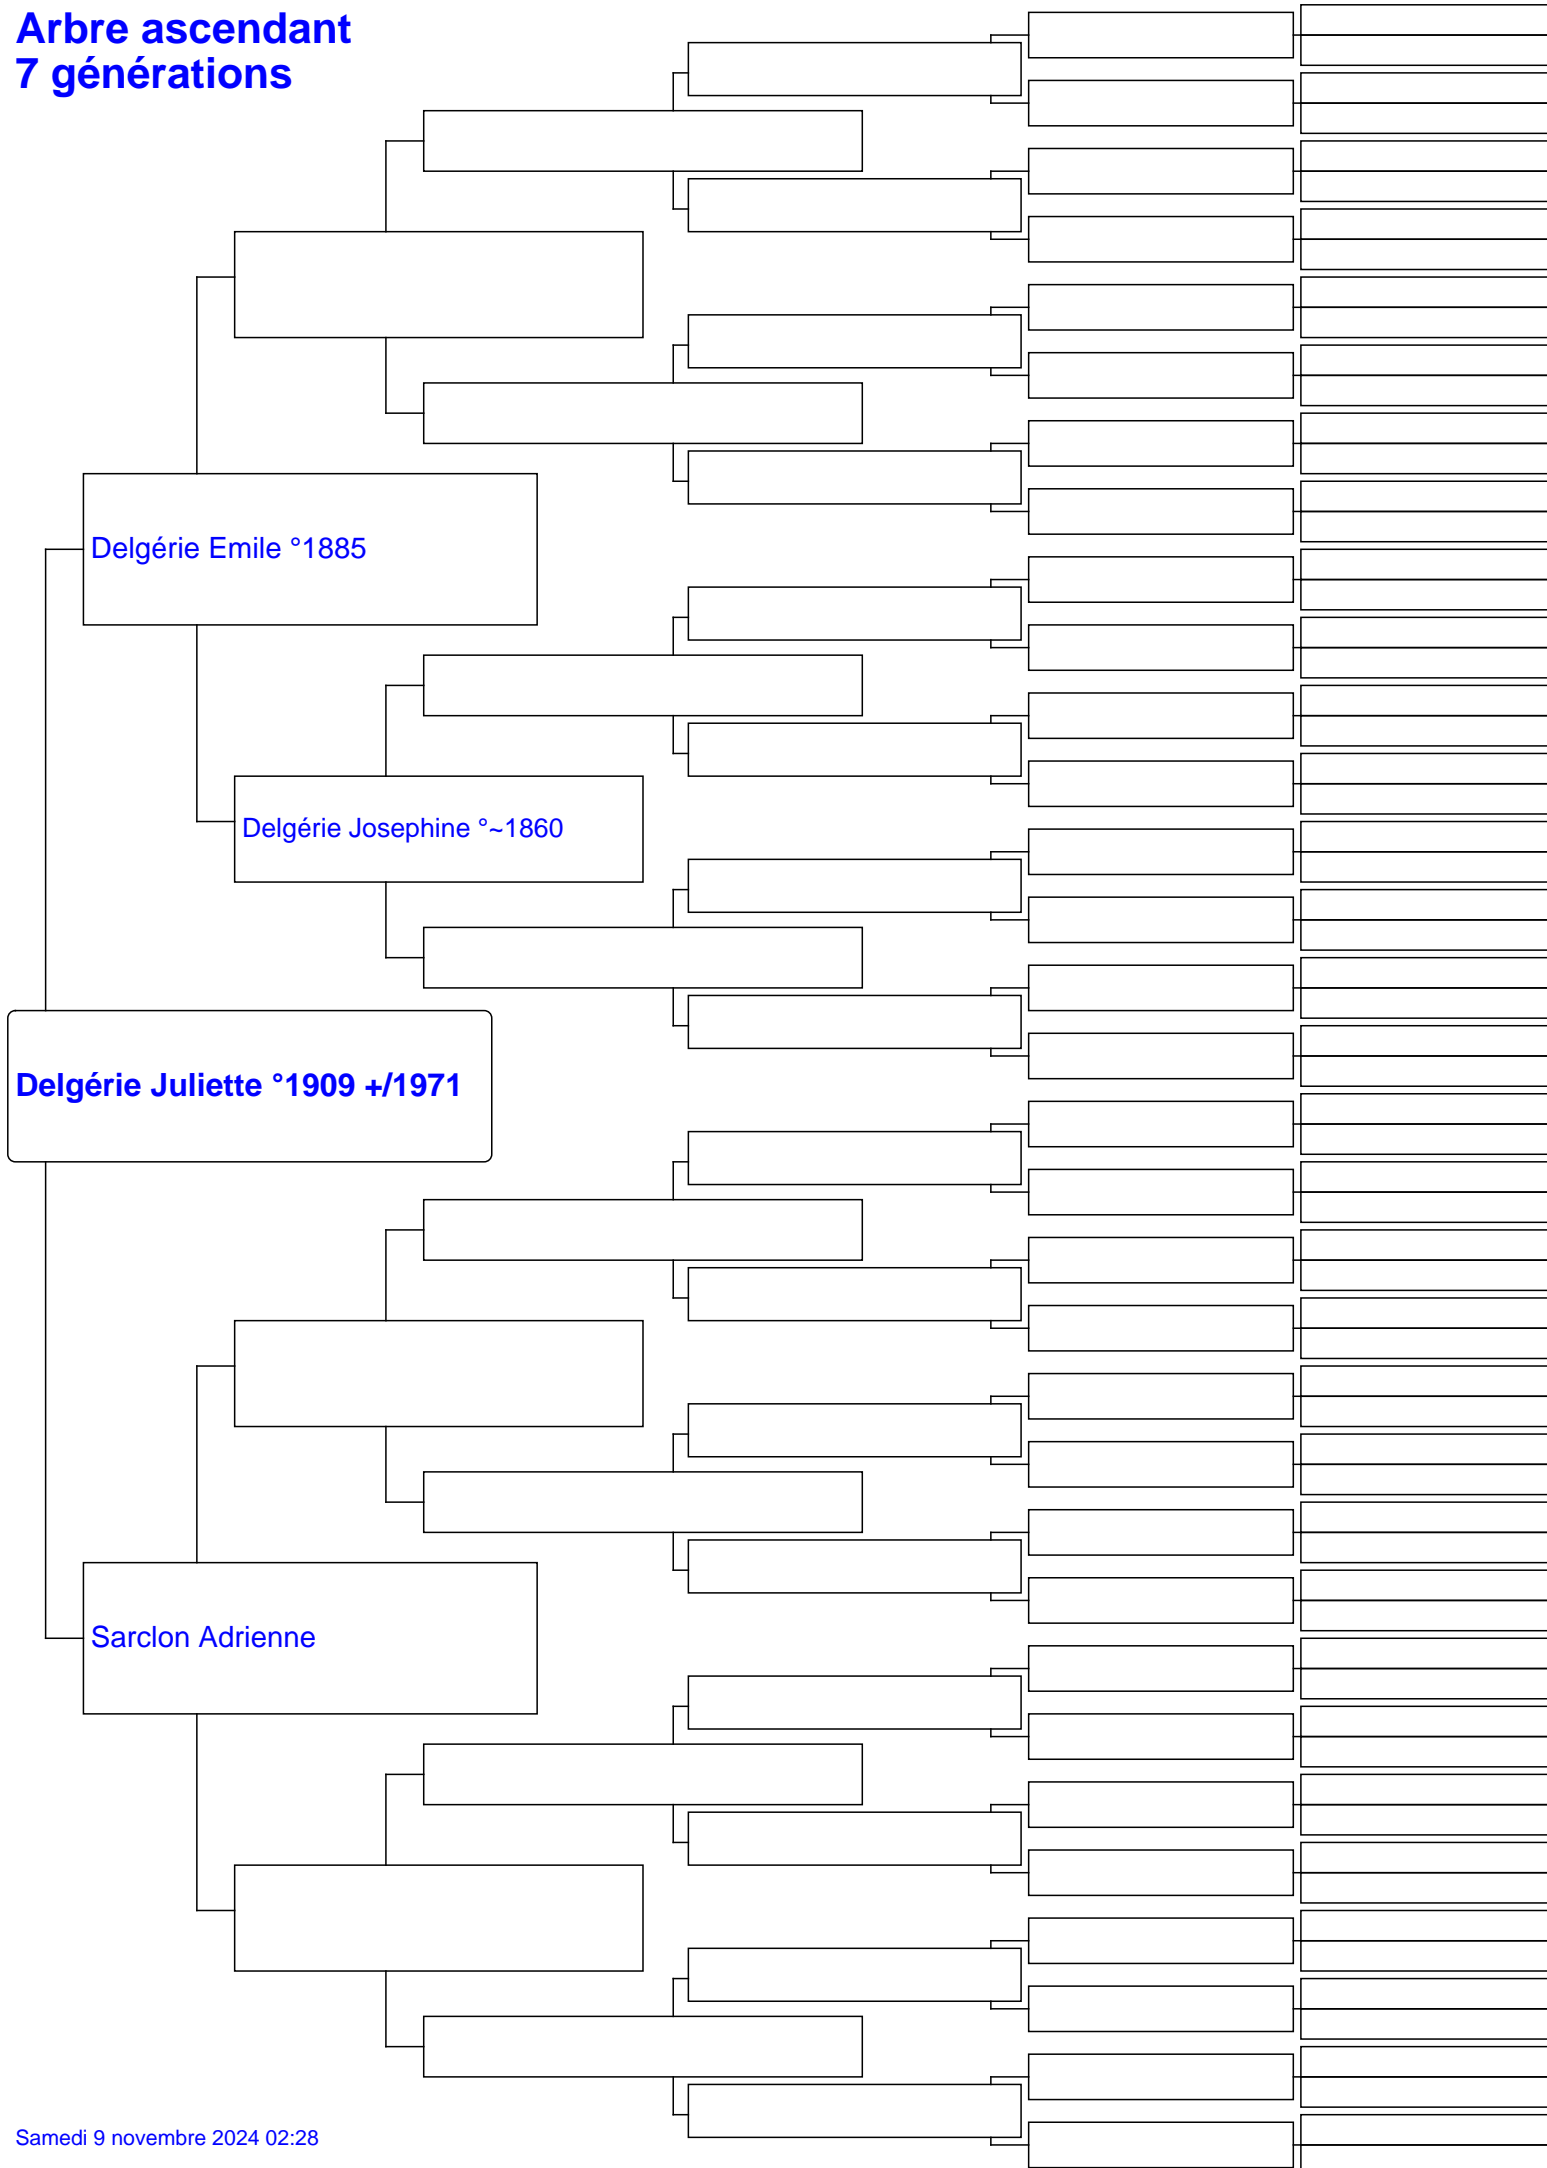 Arbre ascendant
7 générations
Delgérie Emile °1885
Delgérie Josephine °~1860
Delgérie Juliette °1909 +/1971
Sarclon Adrienne
Samedi 9 novembre 2024 02:28